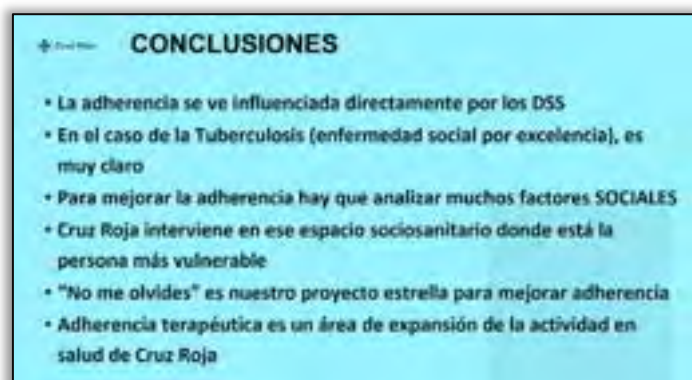 CONCLUSIONES
• La adherencia se ve influenciada directamente por los DSS
• En el caso de la Tuberculosis (enfermedad social por excelencia), es
muy claro
• Para mejorar la adherencia hay que analizar muchos factores SOCIALES
• Cruz Roja interviene en ese espacio sociosanitario donde está la
persona más vulnerable
• "No me olvides" es nuestro proyecto estrella para mejorar adherencia
• Adherencia terapéutica es un área de expansión de la actividad en
salud de Cruz Roja